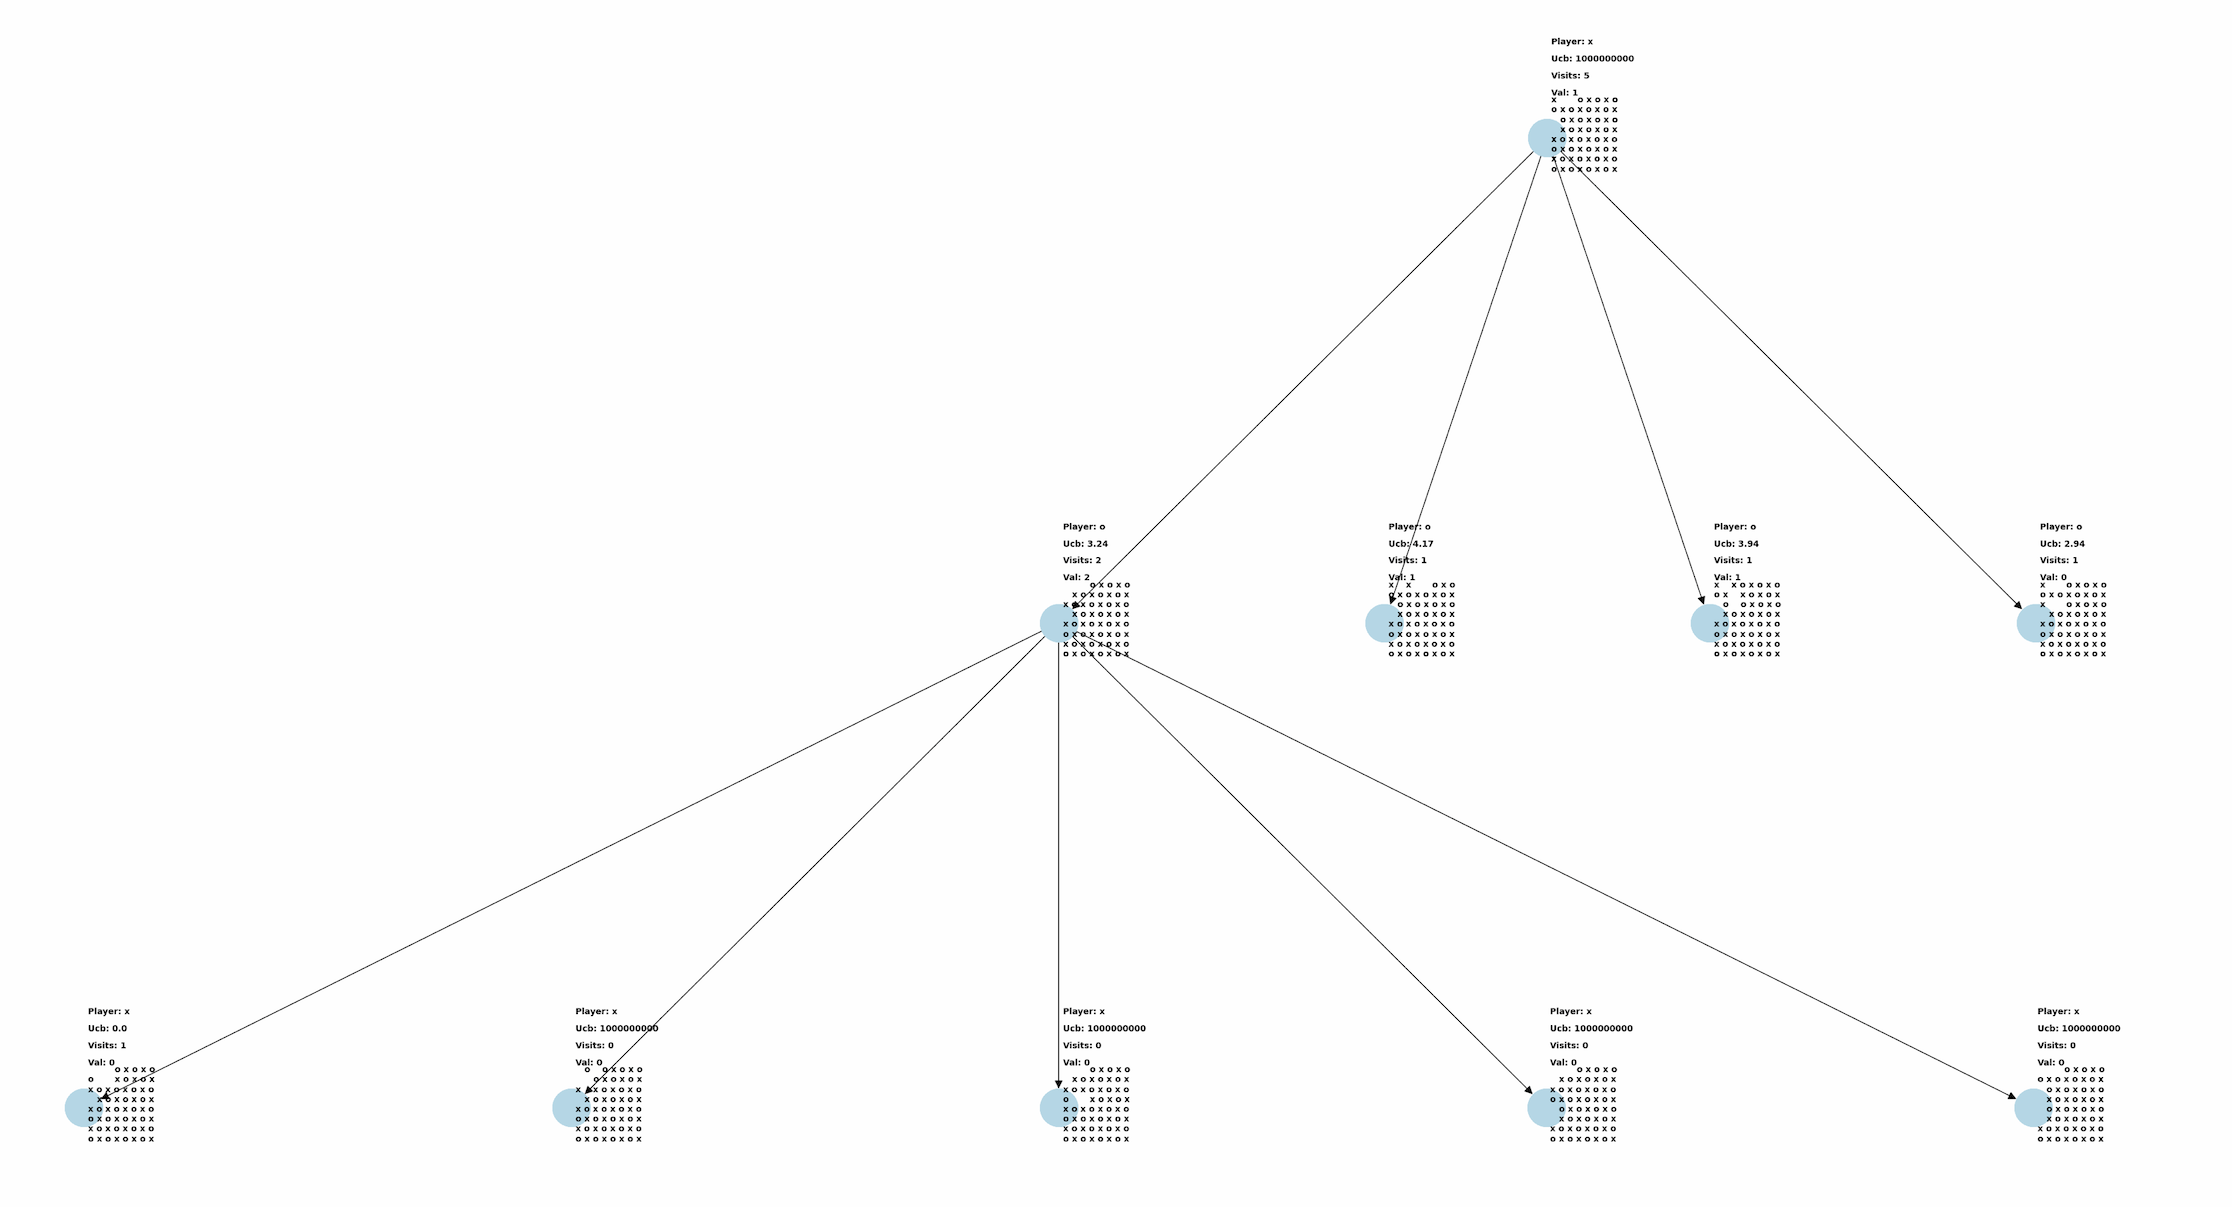 Player: x
Ucb: 1000000000
Visits: 5
Val: 1
x o x o x o
o x o x o x o x
o x o x o x o
x o x o x o x
x o x o x o x o
o x o x o x o x
x o x o x o x o
o x o x o x o x
Player: o
Ucb: 3.24
Visits: 2
Val: 2
o x o x o
x o x o x o x
x o x o x o x o
x o x o x o x
x o x o x o x o
o x o x o x o x
x o x o x o x o
o x o x o x o x
Player: o
Ucb: 4.17
Visits: 1
Val: 1
x x o x o
o x o x o x o x
o x o x o x o
x o x o x o x
x o x o x o x o
o x o x o x o x
x o x o x o x o
o x o x o x o x
Player: o
Ucb: 3.94
Visits: 1
Val: 1
x x o x o x o
o x x o x o x
o o x o x o
x o x o x o x
x o x o x o x o
o x o x o x o x
x o x o x o x o
o x o x o x o x
Player: o
Ucb: 2.94
Visits: 1
Val: 0
x o x o x o
o x o x o x o x
x o x o x o
x o x o x o x
x o x o x o x o
o x o x o x o x
x o x o x o x o
o x o x o x o x
Player: x
Ucb: 0.0
Visits: 1
Val: 0
o x o x o
o x o x o x
x o x o x o x o
x o x o x o x
x o x o x o x o
o x o x o x o x
x o x o x o x o
o x o x o x o x
Player: x
Ucb: 1000000000
Visits: 0
Val: 0
Player: x
Ucb: 1000000000
Visits: 0
Val: 0
Player: x
Ucb: 1000000000
Visits: 0
Val: 0
Player: x
Ucb: 1000000000
Visits: 0
Val: 0